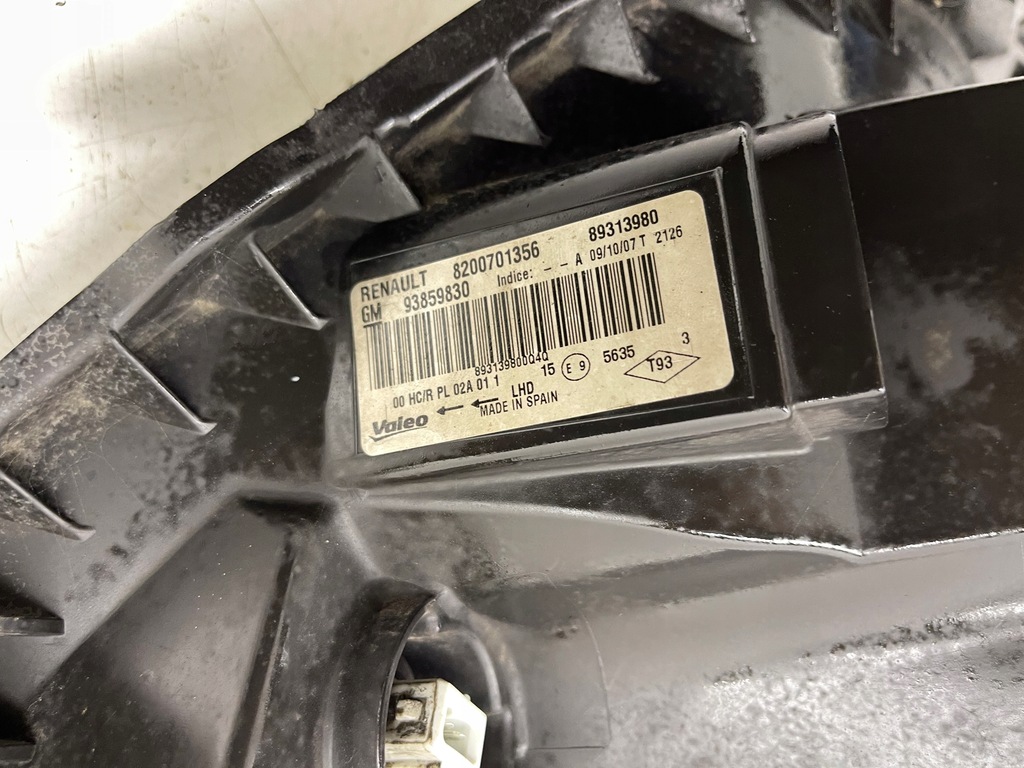 RENAULT 8200701356 89313980
GM 93859830 Indice: - - A 09/10/07 T 2126
89313980004Q
00 HC/R PL 02A 01 1 15 E 9 5635 T93 3
Valeo LHD
MADE IN SPAIN